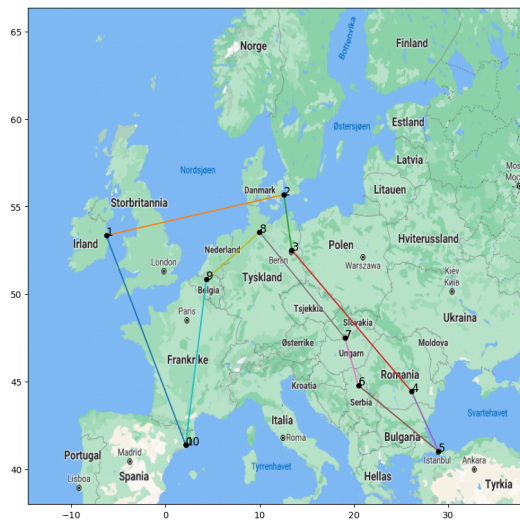 65
60
55
50
45
40
−10
0
10
20
30
Norge
Finland
Bottenvika
Estland
Østersjøen
Latvia
Nordsjøen
Danmark
2
Litauen
Storbritannia
1
8
Irland
Nederland
3
Polen
Hviterussland
London
Berlin
Warszawa
Tyskland
9
Belgia
Kiev
Київ
Paris
Tsjekkia
Ukraina
Slovakia
7
Østerrike
Ungarn
Moldova
Frankrike
6
Romania
4
Kroatia
Serbia
Svartehavet
10
Italia
Roma
Bulgaria
5
Istanbul
Portugal
Madrid
Tyrrenhavet
Ankara
Lisboa
Spania
Hellas
Tyrkia